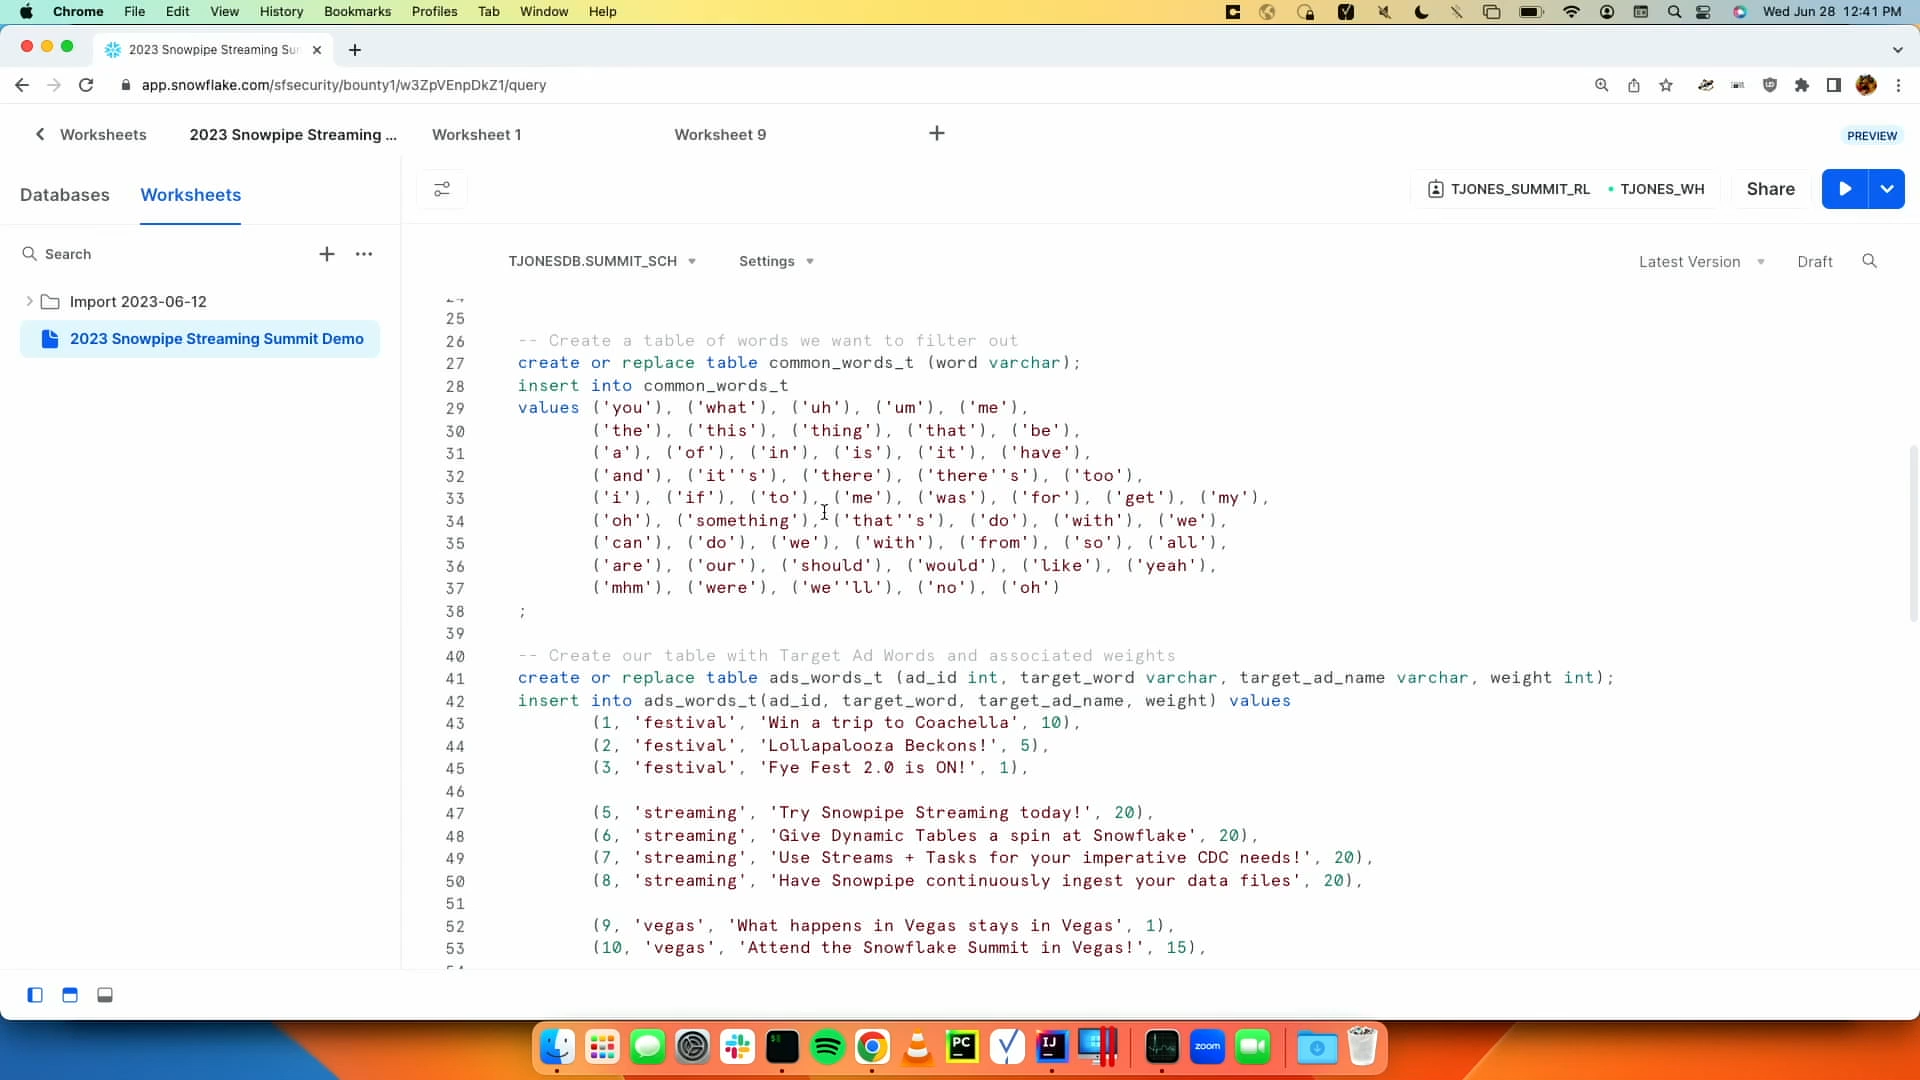 Chrome File Edit View History Bookmarks Profiles Tab Window Help Wed Jun 28 12:41 PM
2023 Snowpipe Streaming Su
app.snowflake.com/sfsecurity/bounty1/w3ZpVEnpDkZ1/query
Worksheets 2023 Snowpipe Streaming ... Worksheet 1 Worksheet 9 PREVIEW
Databases Worksheets TJONES_SUMMIT_RL TJONES_WH Share
Search TJONESDB.SUMMIT_SCH Settings Latest Version Draft
Import 2023-06-12
2023 Snowpipe Streaming Summit Demo
25
26 -- Create a table of words we want to filter out
27 create or replace table common_words_t (word varchar);
28 insert into common_words_t
29 values ('you'), ('what'), ('uh'), ('um'), ('me'),
30 ('the'), ('this'), ('thing'), ('that'), ('be'),
31 ('a'), ('of'), ('in'), ('is'), ('it'), ('have'),
32 ('and'), ('it''s'), ('there'), ('there''s'), ('too'),
33 ('i'), ('if'), ('to'), ('me'), ('was'), ('for'), ('get'), ('my'),
34 ('oh'), ('something'), ('that''s'), ('do'), ('with'), ('we'),
35 ('can'), ('do'), ('we'), ('with'), ('from'), ('so'), ('all'),
36 ('are'), ('our'), ('should'), ('would'), ('like'), ('yeah'),
37 ('mhm'), ('were'), ('we''ll'), ('no'), ('oh')
38 ;
39
40 -- Create our table with Target Ad Words and associated weights
41 create or replace table ads_words_t (ad_id int, target_word varchar, target_ad_name varchar, weight int);
42 insert into ads_words_t(ad_id, target_word, target_ad_name, weight) values
43 (1, 'festival', 'Win a trip to Coachella', 10),
44 (2, 'festival', 'Lollapalooza Beckons!', 5),
45 (3, 'festival', 'Fye Fest 2.0 is ON!', 1),
46
47 (5, 'streaming', 'Try Snowpipe Streaming today!', 20),
48 (6, 'streaming', 'Give Dynamic Tables a spin at Snowflake', 20),
49 (7, 'streaming', 'Use Streams + Tasks for your imperative CDC needs!', 20),
50 (8, 'streaming', 'Have Snowpipe continuously ingest your data files', 20),
51
52 (9, 'vegas', 'What happens in Vegas stays in Vegas', 1),
53 (10, 'vegas', 'Attend the Snowflake Summit in Vegas!', 15),
PC IJ zoom